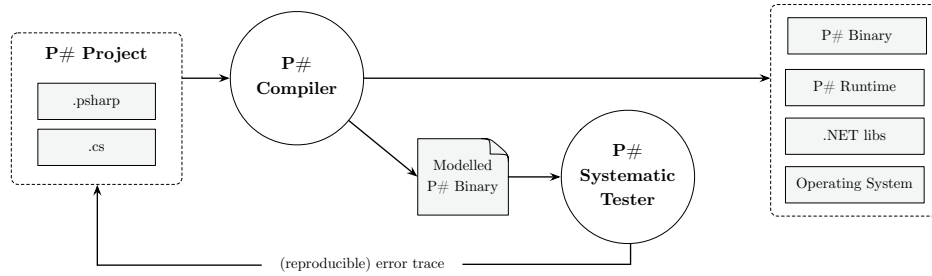 P# Project
.psharp
.cs
P#
Compiler
Modelled
P# Binary
P#
Systematic
Tester
P# Binary
P# Runtime
.NET libs
Operating System
(reproducible) error trace